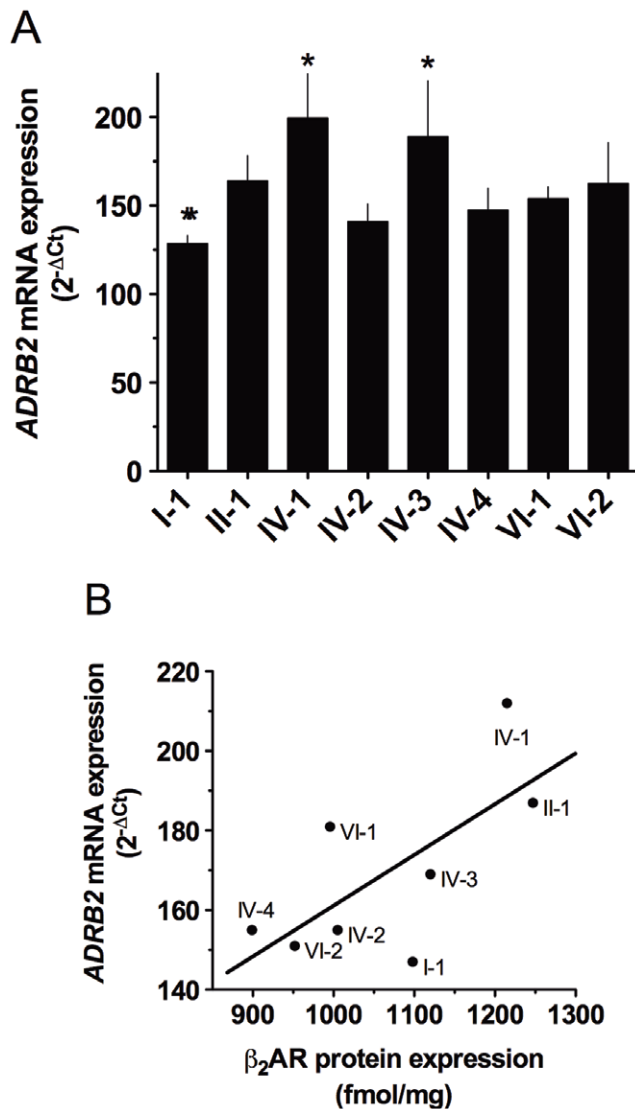 A
ADRB2 mRNA expression
(2-ΔCt)
200
150
100
50
0
*
*
*
I-1
II-1
IV-1
IV-2
IV-3
IV-4
VI-1
VI-2
B
ADRB2 mRNA expression
(2-ΔCt)
220
200
180
160
140
IV-1
II-1
VI-1
IV-3
IV-4
VI-2
IV-2
I-1
900 1000 1100 1200 1300
β2AR protein expression
(fmol/mg)